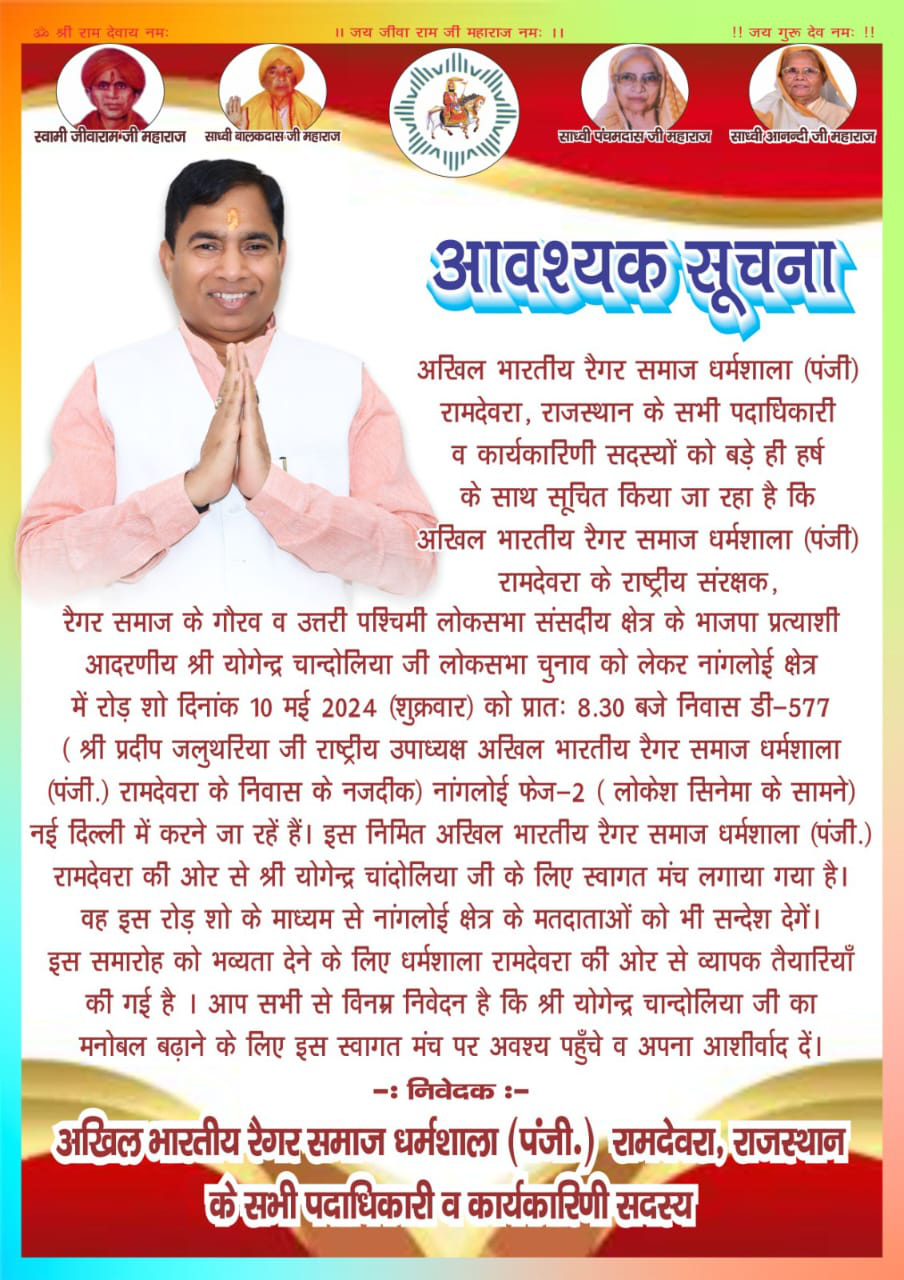 ॐ श्री राम देवाय नमः
।। जय जीवा राम जी महाराज नमः ।।
!! जय गुरू देव नमः !!
स्वामी जीवाराम जी महाराज
साध्वी बालकदास जी महाराज
साध्वी पंचमदास जी महाराज
साध्वी आनन्दी जी महाराज
आवश्यक सूचना
अखिल भारतीय रैगर समाज धर्मशाला (पंजी)
रामदेवरा, राजस्थान के सभी पदाधिकारी
व कार्यकारिणी सदस्यों को बड़े ही हर्ष
के साथ सूचित किया जा रहा है कि
अखिल भारतीय रैगर समाज धर्मशाला (पंजी)
रामदेवरा के राष्ट्रीय संरक्षक,
रैगर समाज के गौरव व उत्तरी पश्चिमी लोकसभा संसदीय क्षेत्र के भाजपा प्रत्याशी
आदरणीय श्री योगेन्द्र चान्दोलिया जी लोकसभा चुनाव को लेकर नांगलोई क्षेत्र
में रोड़ शो दिनांक 10 मई 2024 (शुक्रवार) को प्रातः 8.30 बजे निवास डी-577
( श्री प्रदीप जलुथरिया जी राष्ट्रीय उपाध्यक्ष अखिल भारतीय रैगर समाज धर्मशाला
(पंजी.) रामदेवरा के निवास के नजदीक) नांगलोई फेज-2 ( लोकेश सिनेमा के सामने)
नई दिल्ली में करने जा रहें हैं। इस निमित अखिल भारतीय रैगर समाज धर्मशाला (पंजी.)
रामदेवरा की ओर से श्री योगेन्द्र चांदोलिया जी के लिए स्वागत मंच लगाया गया है।
वह इस रोड़ शो के माध्यम से नांगलोई क्षेत्र के मतदाताओं को भी सन्देश देगें।
इस समारोह को भव्यता देने के लिए धर्मशाला रामदेवरा की ओर से व्यापक तैयारियाँ
की गई है । आप सभी से विनम्र निवेदन है कि श्री योगेन्द्र चान्दोलिया जी का
मनोबल बढ़ाने के लिए इस स्वागत मंच पर अवश्य पहुँचे व अपना आशीर्वाद दें।
-: निवेदक :-
अखिल भारतीय रैगर समाज धर्मशाला (पंजी.) रामदेवरा, राजस्थान
के सभी पदाधिकारी व कार्यकारिणी सदस्य